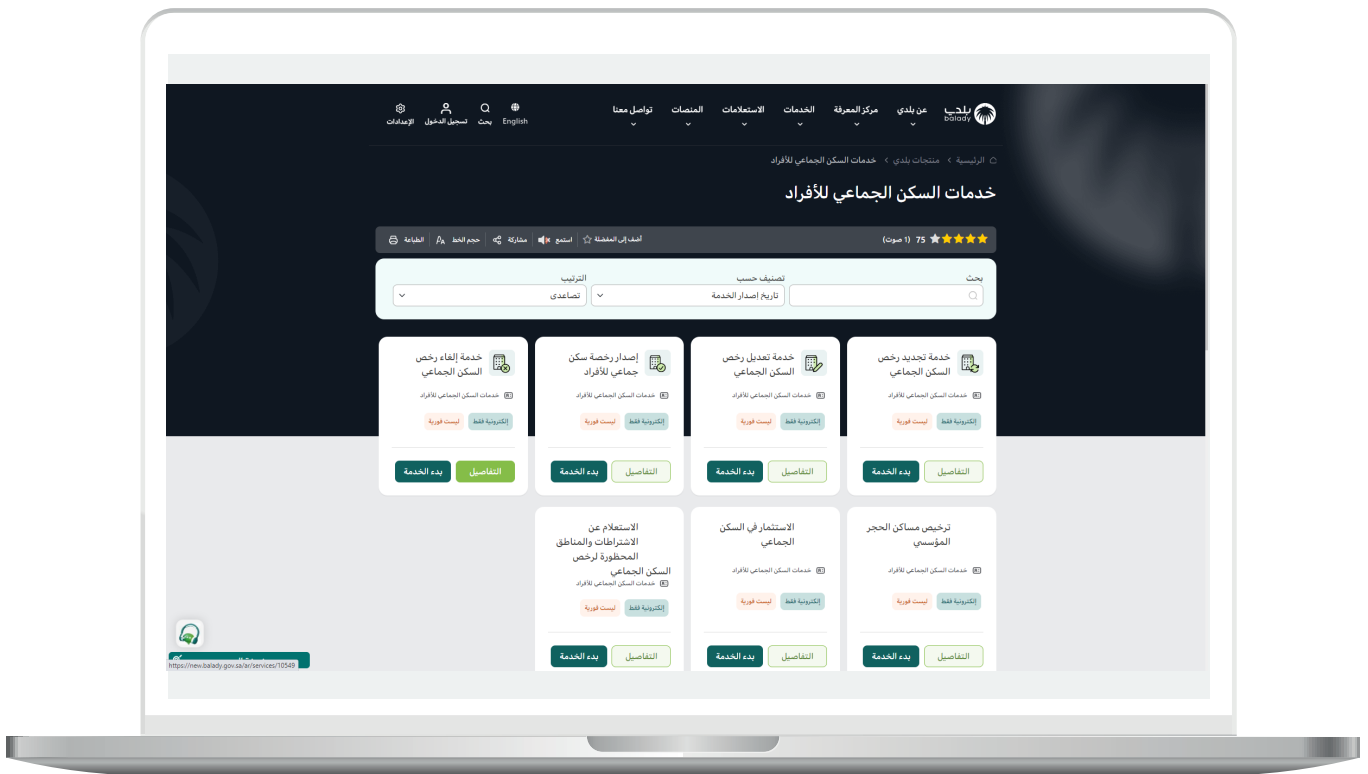 بلدي
balady
عن بلدي
مركز المعرفة
الخدمات
الاستعلامات
المنصات
تواصل معنا
English
بحث
تسجيل الدخول
الإعدادات
الرئيسية > منتجات بلدي > خدمات السكن الجماعي للأفراد
خدمات السكن الجماعي للأفراد
75 (1 صوت)
أضف إلى المفضلة
استمع
مشاركة
حجم الخط
الطباعة
بحث
تصنيف حسب
تاريخ إصدار الخدمة
الترتيب
تصاعدى
خدمة تجديد رخص
السكن الجماعي
خدمات السكن الجماعي للأفراد
إلكترونية فقط
ليست فورية
التفاصيل
بدء الخدمة
خدمة تعديل رخص
السكن الجماعي
خدمات السكن الجماعي للأفراد
إلكترونية فقط
ليست فورية
التفاصيل
بدء الخدمة
إصدار رخصة سكن
جماعي للأفراد
خدمات السكن الجماعي للأفراد
إلكترونية فقط
ليست فورية
التفاصيل
بدء الخدمة
خدمة إلغاء رخص
السكن الجماعي
خدمات السكن الجماعي للأفراد
إلكترونية فقط
ليست فورية
التفاصيل
بدء الخدمة
ترخيص مساكن الحجر
المؤسسي
خدمات السكن الجماعي للأفراد
إلكترونية فقط
ليست فورية
التفاصيل
بدء الخدمة
الاستثمار في السكن
الجماعي
خدمات السكن الجماعي للأفراد
إلكترونية فقط
ليست فورية
التفاصيل
بدء الخدمة
الاستعلام عن
الاشتراطات والمناطق
المحظورة لرخص
السكن الجماعي
خدمات السكن الجماعي للأفراد
إلكترونية فقط
ليست فورية
التفاصيل
بدء الخدمة
https://new.balady.gov.sa/ar/services/10549